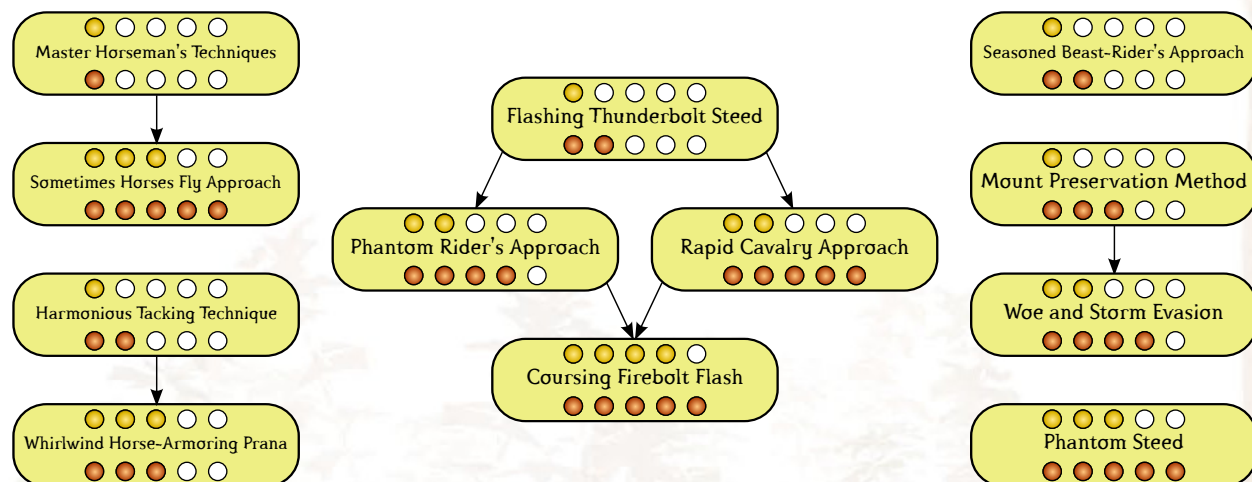 Master Horseman's Techniques
Sometimes Horses Fly Approach
Harmonious Tacking Technique
Whirlwind Horse-Armoring Prana
Flashing Thunderbolt Steed
Phantom Rider's Approach
Rapid Cavalry Approach
Coursing Firebolt Flash
Seasoned Beast-Rider's Approach
Mount Preservation Method
Woe and Storm Evasion
Phantom Steed